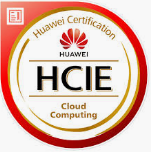 Huawei Certification
HUAWEI
HCIE
Cloud
Computing